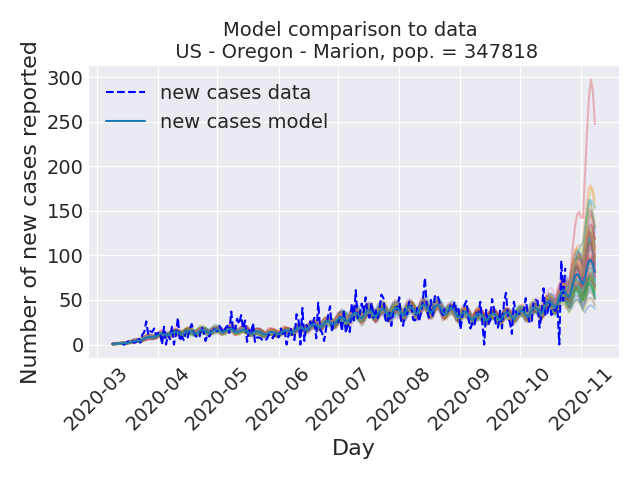 Model comparison to data
US - Oregon - Marion, pop. = 347818
Number of new cases reported
300
250
200
150
100
50
0
new cases data
new cases model
2020-03
2020-04
2020-05
2020-06
2020-07
2020-08
2020-09
2020-10
2020-11
Day